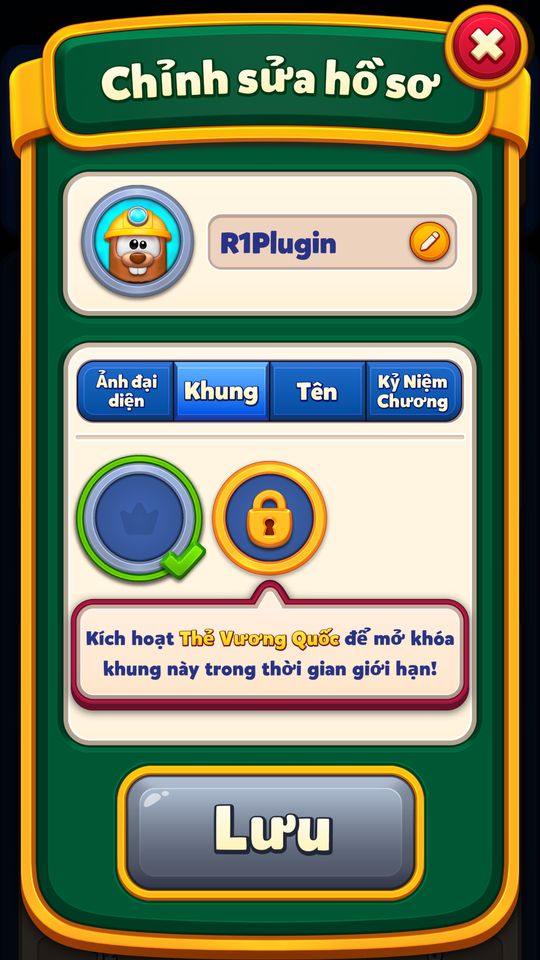 Chỉnh sửa hồ sơ
R1Plugin
Ảnh đại
diện
Khung
Tên
Kỷ Niệm
Chương
Kích hoạt Thẻ Vương Quốc để mở khóa
khung này trong thời gian giới hạn!
Lưu